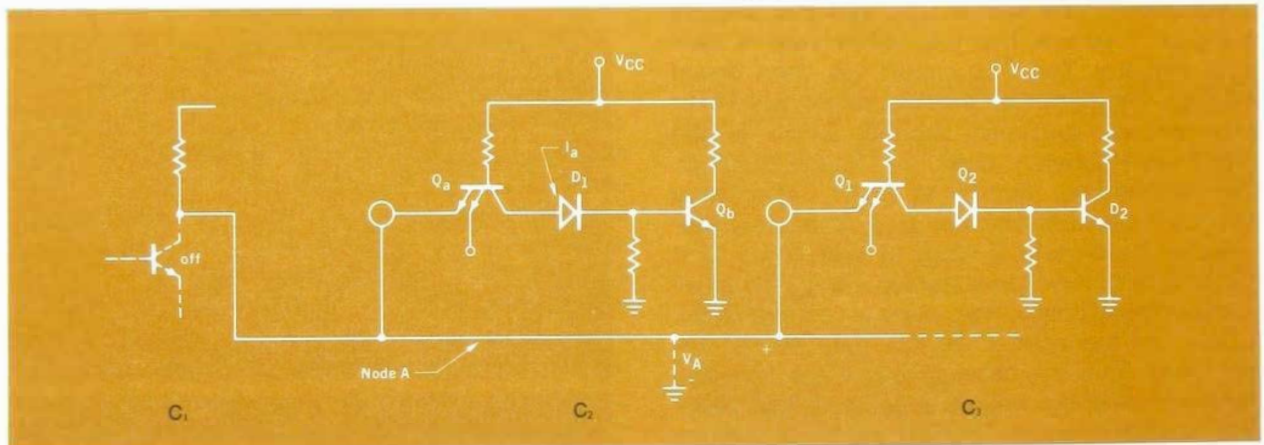 VCC
VCC
Ia
D1
Qa
Qb
Q1
Q2
D2
off
VA
+
-
Node A
C1
C2
C3